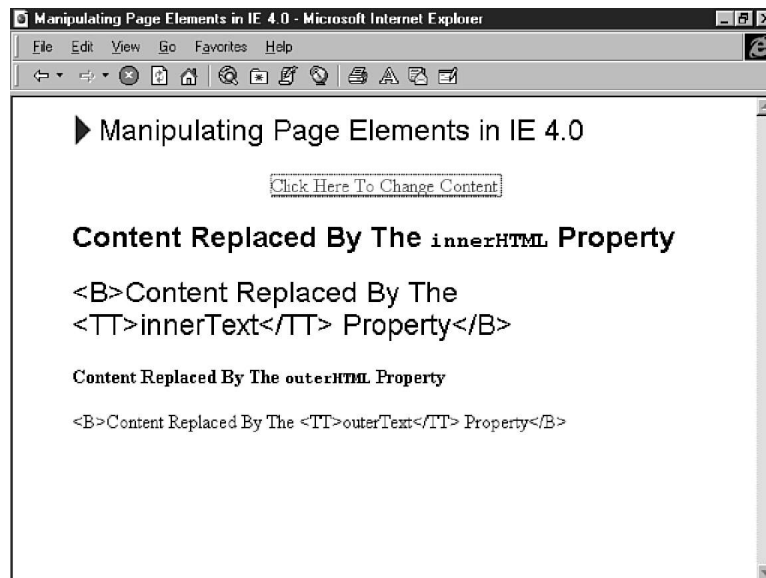 Manipulating Page Elements in IE 4.0 - Microsoft Internet Explorer
File Edit View Go Favorites Help
Manipulating Page Elements in IE 4.0
Click Here To Change Content
Content Replaced By The innerHTML Property
<B>Content Replaced By The
<TT>innerText</TT> Property</B>
Content Replaced By The outerHTML Property
<B>Content Replaced By The <TT>outerText</TT> Property</B>